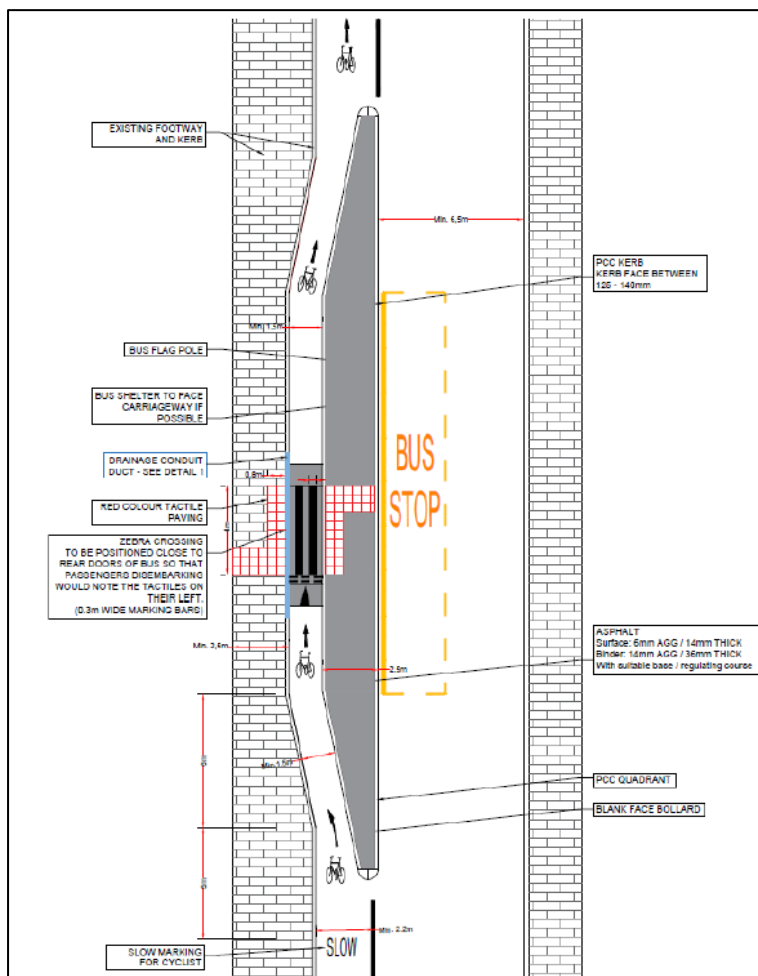 EXISTING FOOTWAY
AND KERB
Min. 6,5m
PCC KERB
KERB FACE BETWEEN
125 - 140mm
Min. 1.5m
BUS FLAG POLE
BUS SHELTER TO FACE
CARRIAGEWAY IF
POSSIBLE
BUS
STOP
DRAINAGE CONDUIT
DUCT - SEE DETAIL 1
0,8m
RED COLOUR TACTILE
PAVING
4m
ZEBRA CROSSING
TO BE POSITIONED CLOSE TO
REAR DOORS OF BUS SO THAT
PASSENGERS DISEMBARKING
WOULD NOTE THE TACTILES ON
THEIR LEFT.
(0.3m WIDE MARKING BARS)
ASPHALT
Surface: 6mm AGG / 14mm THICK
Binder: 14mm AGG / 36mm THICK
With suitable base / regulating course
2.5m
Min. 1.5m
PCC QUADRANT
BLANK FACE BOLLARD
Min. 2.2m
SLOW
SLOW MARKING
FOR CYCLIST